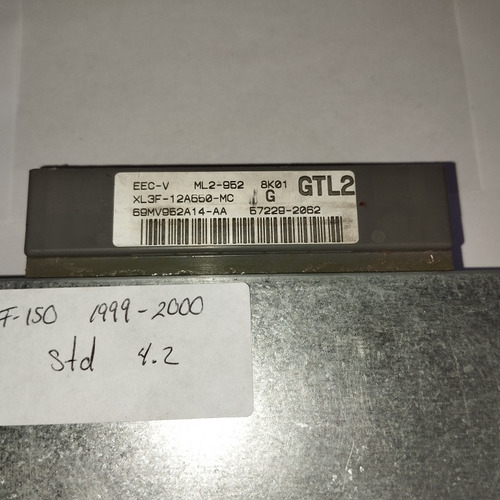 EEC-V ML2-952 8K01 GTL2
XL3F-12A650-MC G
69MV952A14-AA 57229-2062
F-150 1999-2000
std 4.2